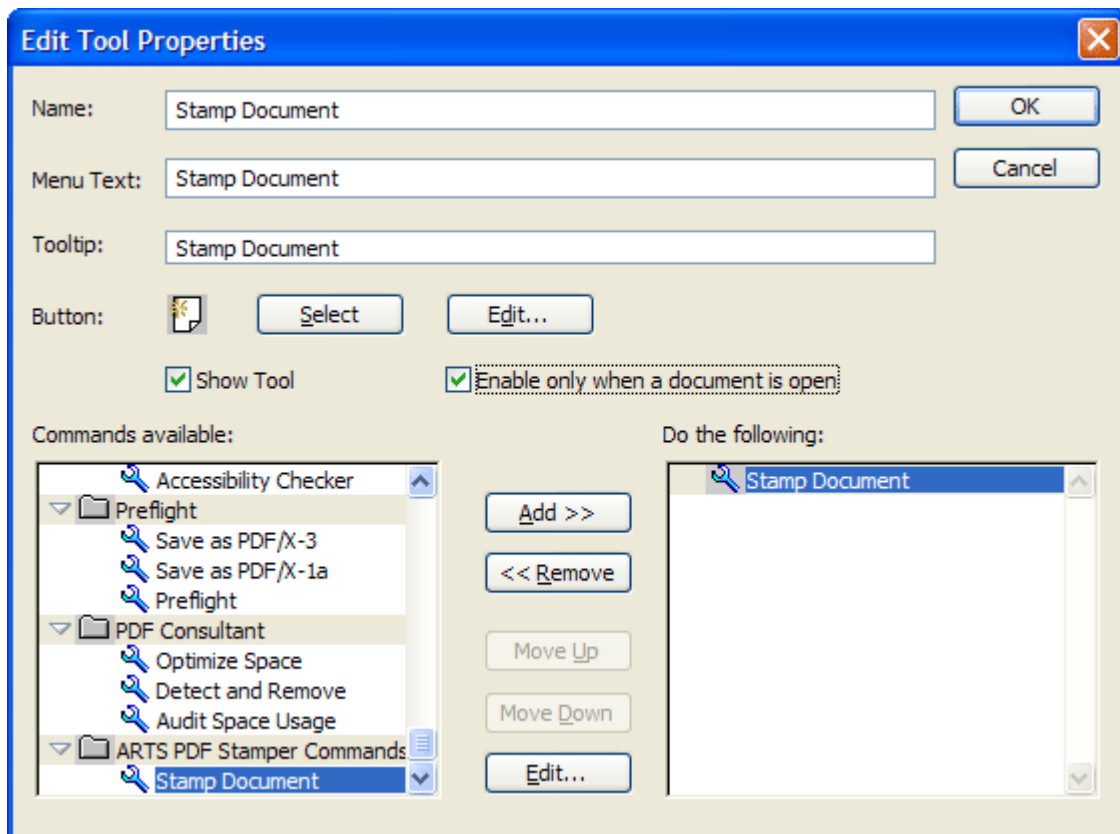 Edit Tool Properties
Name: Stamp Document OK
Menu Text: Stamp Document Cancel
Tooltip: Stamp Document
Button: Select Edit...
Show Tool Enable only when a document is open
Commands available: Do the following:
Accessibility Checker Stamp Document
Preflight Add >>
Save as PDF/X-3
Save as PDF/X-1a << Remove
Preflight
PDF Consultant
Optimize Space Move Up
Detect and Remove
Audit Space Usage Move Down
ARTS PDF Stamper Commands
Stamp Document Edit...